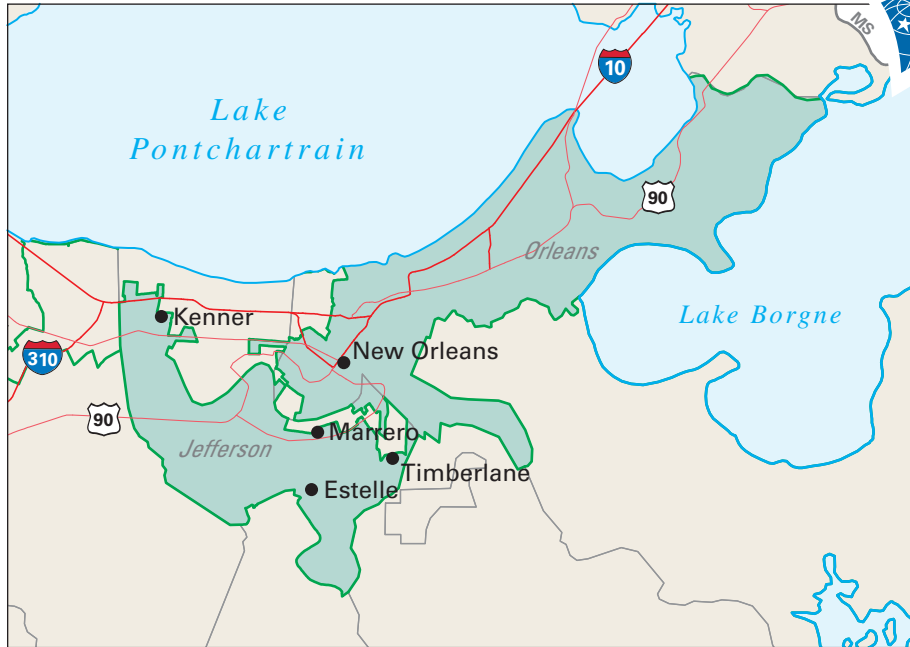 MS
10
Lake
Pontchartrain
90
Orleans
Kenner
Lake Borgne
New Orleans
310
90
Jefferson
Marrero
Timberlane
Estelle